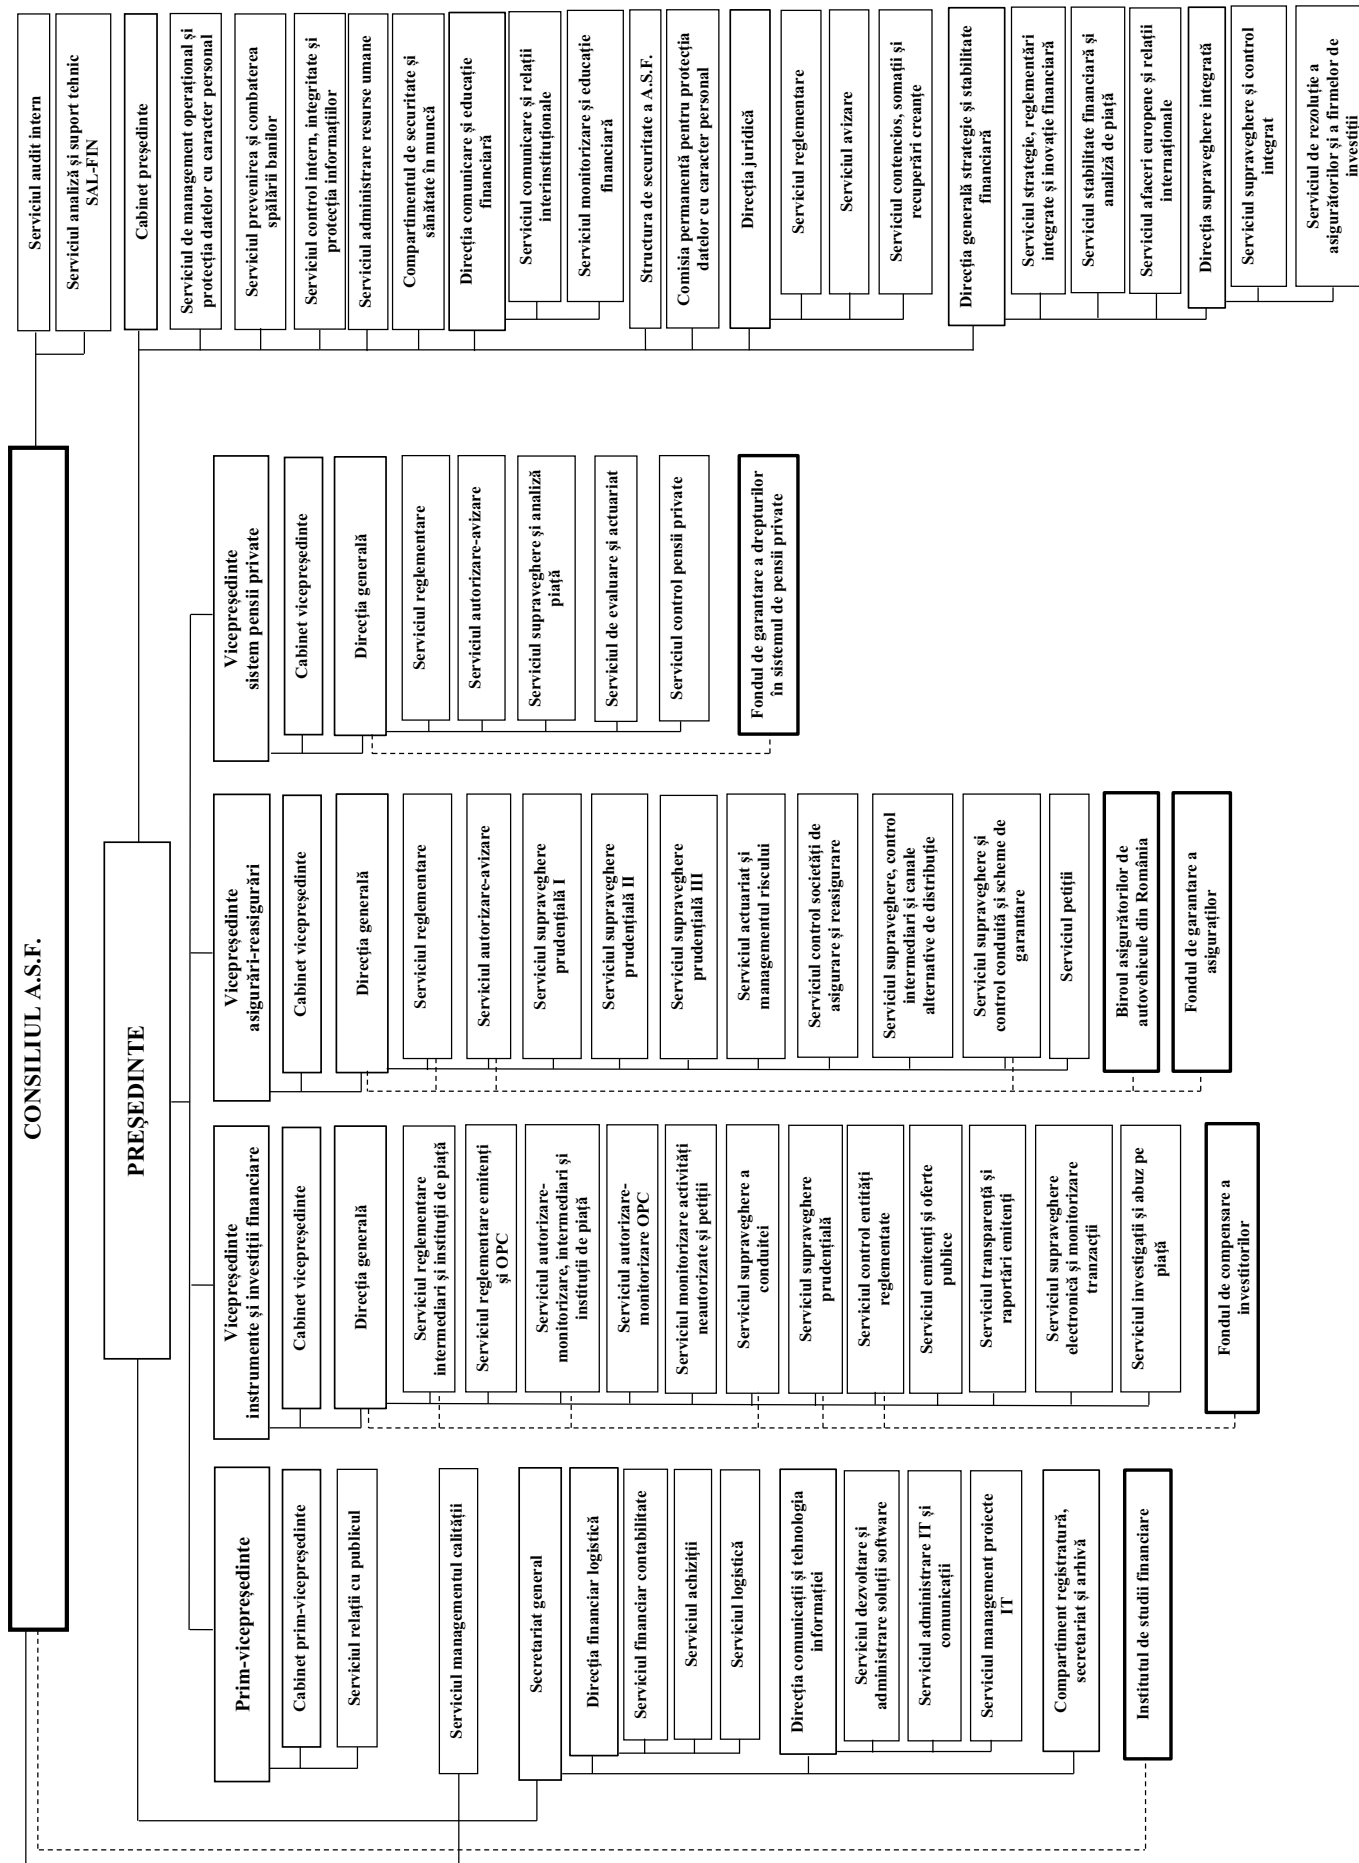 CONSILIUL A.S.F.
PREȘEDINTE
Prim-vicepreședinte
Cabinet prim-vicepreședinte
Serviciul relații cu publicul
Serviciul managementul calității
Secretariat general
Direcția financiar logistică
Serviciul financiar contabilitate
Serviciul achiziții
Serviciul logistică
Direcția comunicații și tehnologia
informației
Serviciul dezvoltare și
administrare soluții software
Serviciul administrare IT și
comunicații
Serviciul management proiecte
IT
Compartiment registratură,
secretariat și arhivă
Institutul de studii financiare
Vicepreședinte
instrumente și investiții financiare
Cabinet vicepreședinte
Direcția generală
Serviciul reglementare
intermediari și instituții de piață
Serviciul reglementare emitenți
și OPC
Serviciul autorizare-
monitorizare, intermediari și
instituții de piață
Serviciul autorizare-
monitorizare OPC
Serviciul monitorizare activități
neautorizate și petiții
Serviciul supraveghere a
conduitei
Serviciul supraveghere
prudențială
Serviciul control entități
reglementate
Serviciul emitenți și oferte
publice
Serviciul transparență și
raportări emitenți
Serviciul supraveghere
electronică și monitorizare
tranzacții
Serviciul investigații și abuz pe
piață
Fondul de compensare a
investitorilor
Vicepreședinte
asigurări-reasigurări
Cabinet vicepreședinte
Direcția generală
Serviciul reglementare
Serviciul autorizare-avizare
Serviciul supraveghere
prudențială I
Serviciul supraveghere
prudențială II
Serviciul supraveghere
prudențială III
Serviciul actuariat și
managementul riscului
Serviciul control societăți de
asigurare și reasigurare
Serviciul supraveghere, control
intermediari și canale
alternative de distribuție
Serviciul supraveghere și
control conduită și scheme de
garantare
Serviciul petiții
Biroul asigurătorilor de
autovehicule din România
Fondul de garantare a
asiguraților
Vicepreședinte
sistem pensii private
Cabinet vicepreședinte
Direcția generală
Serviciul reglementare
Serviciul autorizare-avizare
Serviciul supraveghere și analiză
piață
Serviciul de evaluare și actuariat
Serviciul control pensii private
Fondul de garantare a drepturilor
în sistemul de pensii private
Serviciul audit intern
Serviciul analiză și suport tehnic
SAL-FIN
Cabinet președinte
Serviciul de management operațional și
protecția datelor cu caracter personal
Serviciul prevenirea și combaterea
spălării banilor
Serviciul control intern, integritate și
protecția informațiilor
Serviciul administrare resurse umane
Compartimentul de securitate și
sănătate în muncă
Direcția comunicare și educație
financiară
Serviciul comunicare și relații
interinstituționale
Serviciul monitorizare și educație
financiară
Structura de securitate a A.S.F.
Comisia permanentă pentru protecția
datelor cu caracter personal
Direcția juridică
Serviciul reglementare
Serviciul avizare
Serviciul contencios, somații și
recuperări creanțe
Direcția generală strategie și stabilitate
financiară
Serviciul strategie, reglementări
integrate și inovație financiară
Serviciul stabilitate financiară și
analiză de piață
Serviciul afaceri europene și relații
internaționale
Direcția supraveghere integrată
Serviciul supraveghere și control
integrat
Serviciul de rezoluție a
asigurătorilor și a firmelor de
investiții